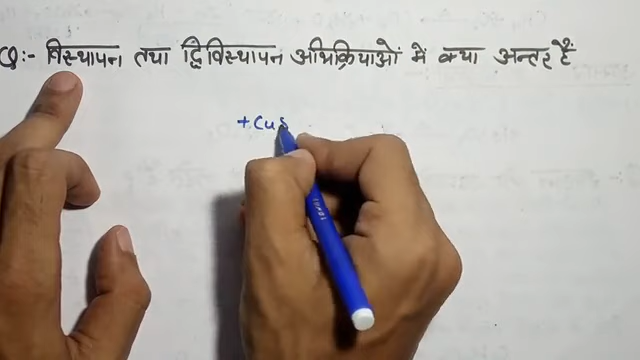 Q:- विस्थापन तथा द्विविस्थापन अभिक्रियाओं में क्या अन्तर है
+CuS